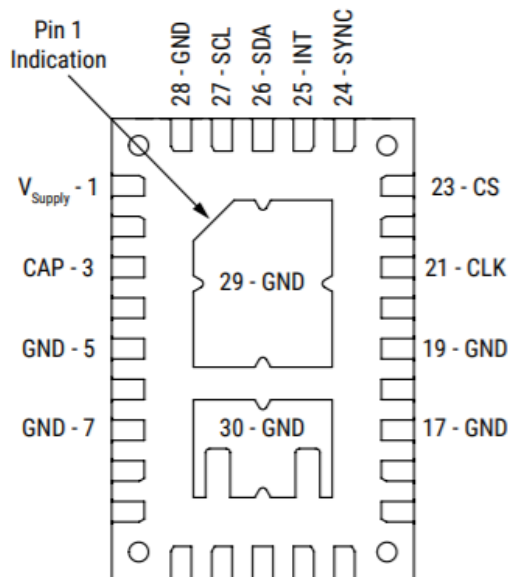 Pin 1
Indication
28 - GND
27 - SCL
26 - SDA
25 - INT
24 - SYNC
VSupply - 1
23 - CS
CAP - 3
29 - GND
21 - CLK
GND - 5
19 - GND
GND - 7
30 - GND
17 - GND